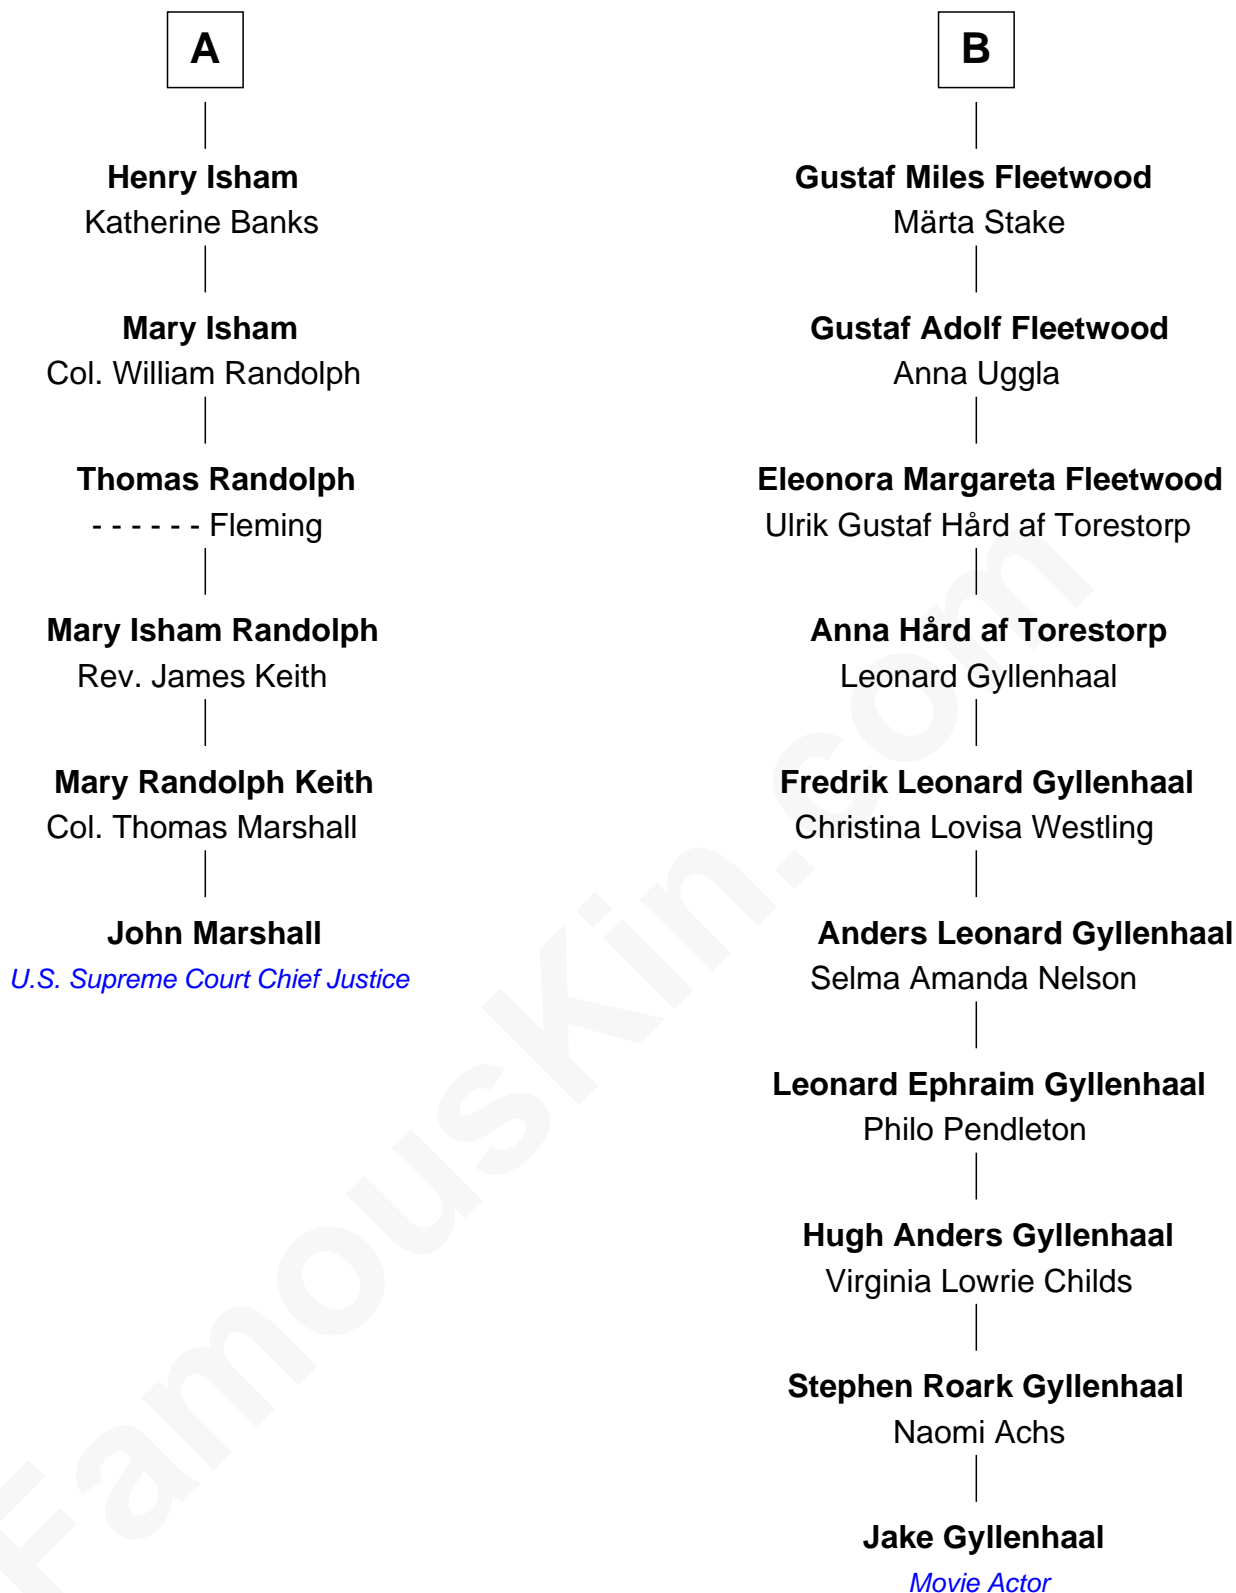 A
Henry Isham
Katherine Banks
Mary Isham
Col. William Randolph
Thomas Randolph
- - - - - - Fleming
Mary Isham Randolph
Rev. James Keith
Mary Randolph Keith
Col. Thomas Marshall
John Marshall
U.S. Supreme Court Chief Justice
B
Gustaf Miles Fleetwood
Märta Stake
Gustaf Adolf Fleetwood
Anna Uggla
Eleonora Margareta Fleetwood
Ulrik Gustaf Hård af Torestorp
Anna Hård af Torestorp
Leonard Gyllenhaal
Fredrik Leonard Gyllenhaal
Christina Lovisa Westling
Anders Leonard Gyllenhaal
Selma Amanda Nelson
Leonard Ephraim Gyllenhaal
Philo Pendleton
Hugh Anders Gyllenhaal
Virginia Lowrie Childs
Stephen Roark Gyllenhaal
Naomi Achs
Jake Gyllenhaal
Movie Actor
FamousKin.com